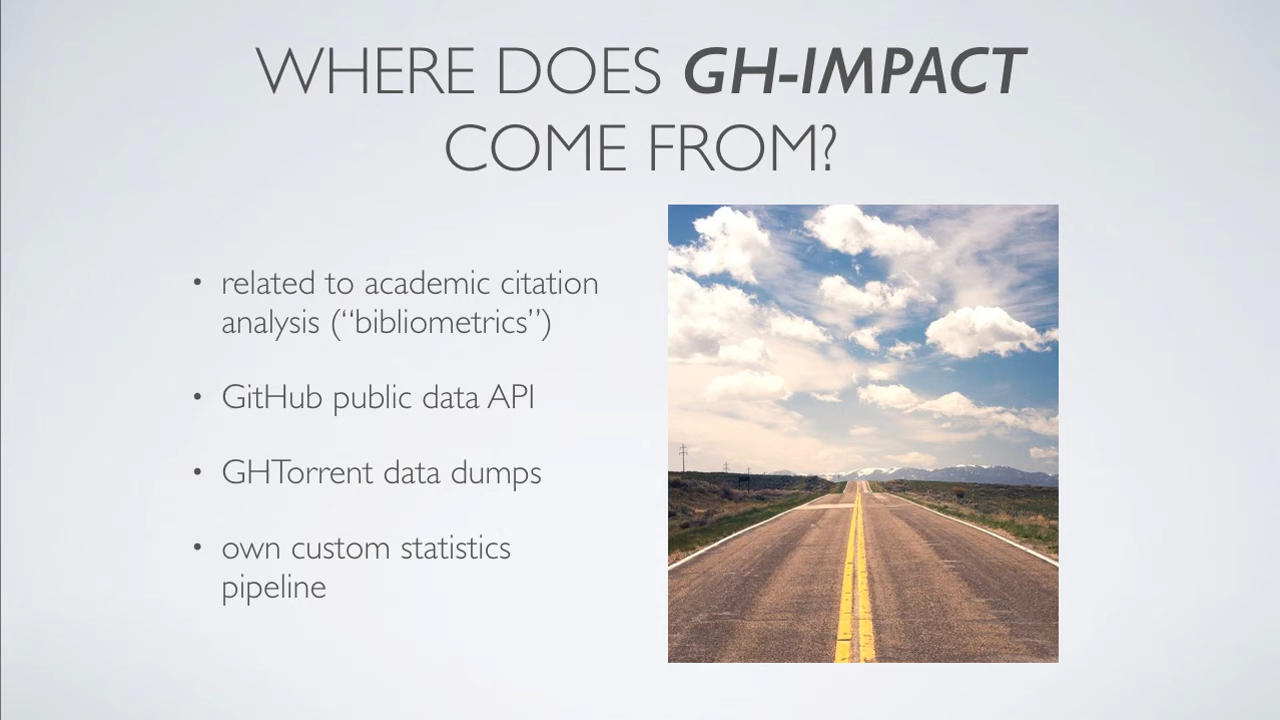 WHERE DOES GH-IMPACT
COME FROM?
• related to academic citation
analysis (“bibliometrics”)
• GitHub public data API
• GHTorrent data dumps
• own custom statistics
pipeline